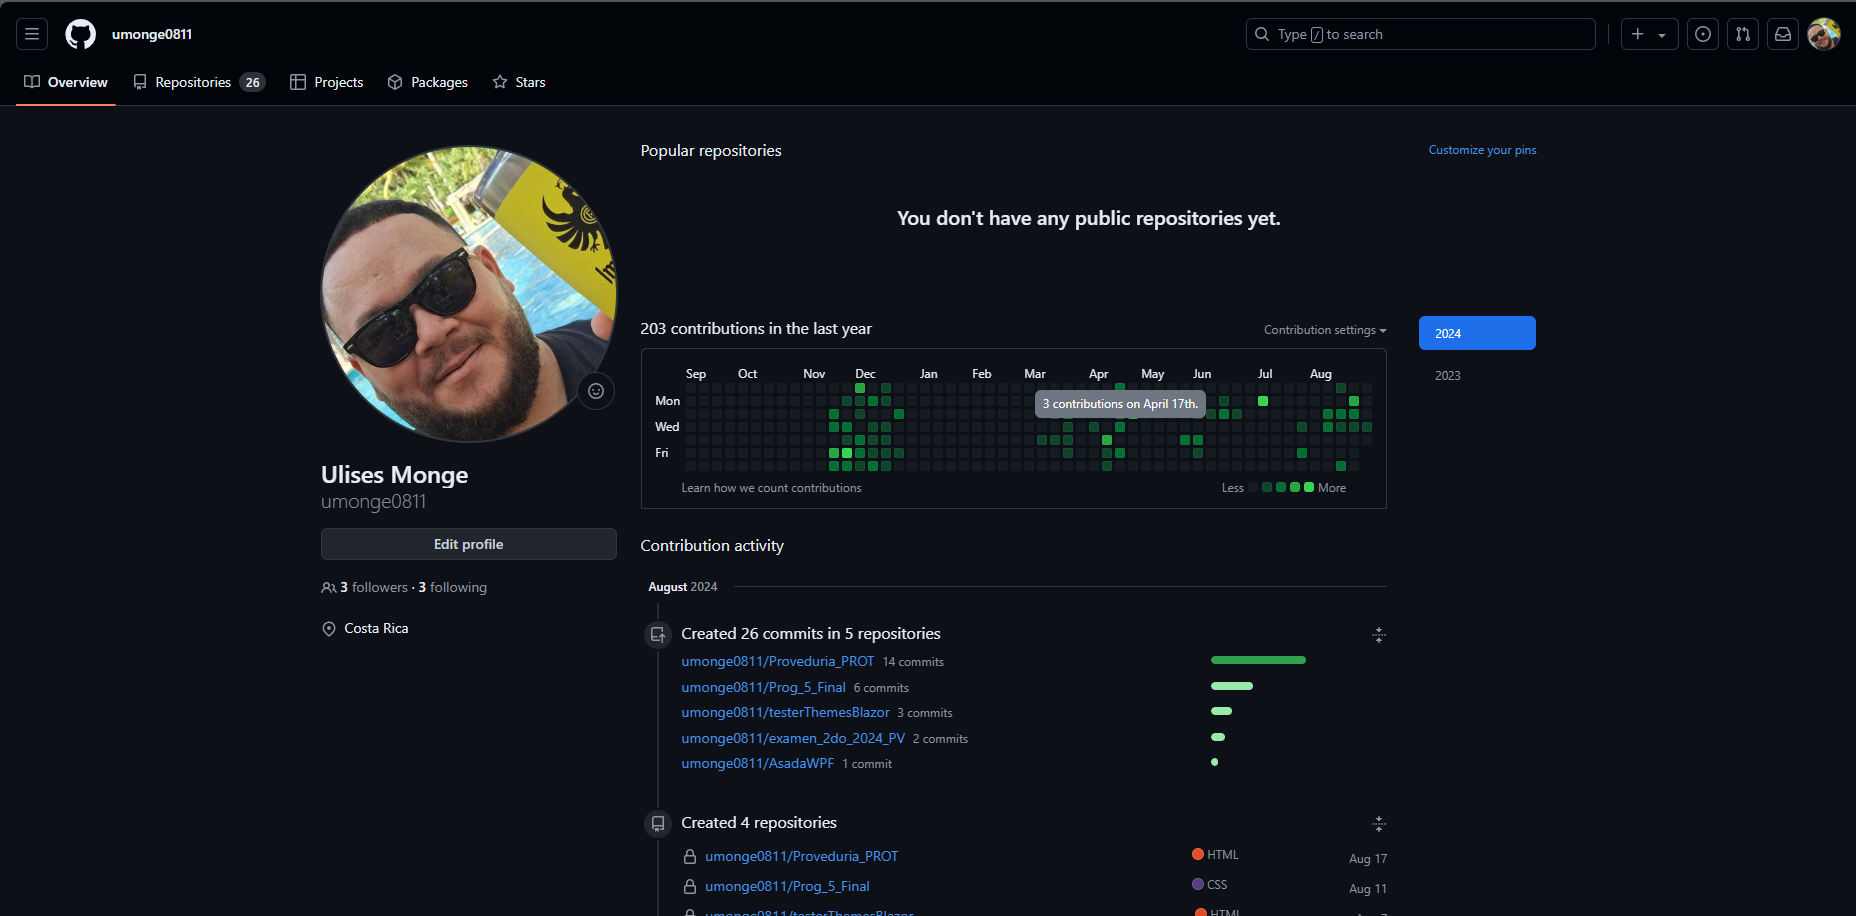 umonge0811
Type / to search
Overview
Repositories 26
Projects
Packages
Stars
Popular repositories
Customize your pins
You don't have any public repositories yet.
203 contributions in the last year
Contribution settings
2024
2023
Sep Oct Nov Dec Jan Feb Mar Apr May Jun Jul Aug
Mon
3 contributions on April 17th.
Wed
Fri
Learn how we count contributions
Less More
Ulises Monge
umonge0811
Edit profile
3 followers · 3 following
Costa Rica
Contribution activity
August 2024
Created 26 commits in 5 repositories
umonge0811/Proveduria_PROT 14 commits
umonge0811/Prog_5_Final 6 commits
umonge0811/testerThemesBlazor 3 commits
umonge0811/examen_2do_2024_PV 2 commits
umonge0811/AsadaWPF 1 commit
Created 4 repositories
umonge0811/Proveduria_PROT HTML Aug 17
umonge0811/Prog_5_Final CSS Aug 11
umonge0811/testerThemesBlazor HTML